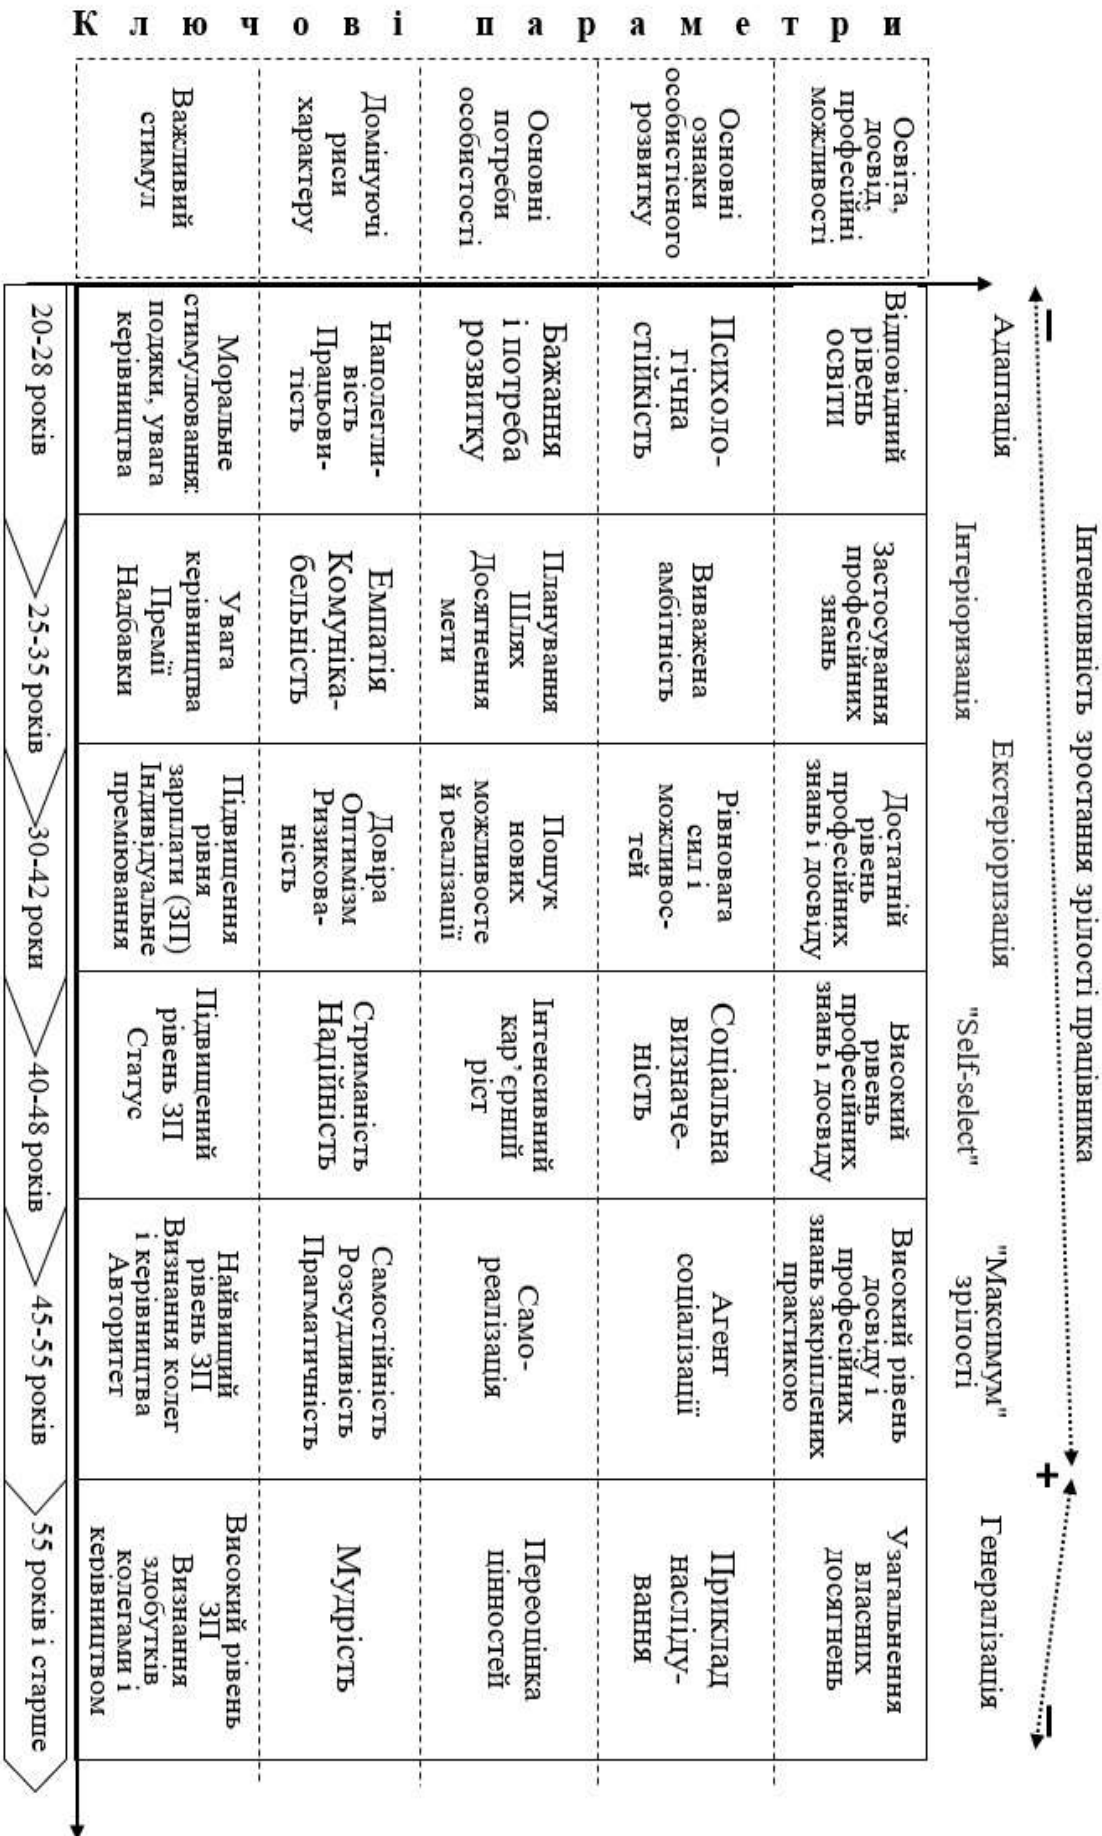 Ключові параметри
Інтенсивність зростання зрілості працівника
–
+
–
Адаптація
Інтеріоризація
Екстеріоризація
"Self-select"
"Максимум"
зрілості
Генералізація
Освіта,
досвід,
професійні
можливості
Відповідний
рівень
освіти
Застосування
професійних
знань
Достатній
рівень
професійних
знань і досвіду
Високий
рівень
професійних
знань і досвіду
Високий рівень
досвіду і
професійних
знань закріплених
практикою
Узагальнення
власних
досягнень
Основні
ознаки
особистісного
розвитку
Психоло-
гічна
стійкість
Виважена
амбітність
Рівновага
сил і
можливос-
тей
Соціальна
визначе-
ність
Агент
соціалізації
Приклад
насліду-
вання
Основні
потреби
особистості
Бажання
і потреба
розвитку
Планування
Шлях
Досягнення
мети
Пошук
нових
можливосте
й реалізації
Інтенсивний
кар’єрний
ріст
Само-
реалізація
Переоцінка
цінностей
Домінуючі
риси
характеру
Наполегли-
вість
Працьови-
тість
Емпатія
Комуніка-
бельність
Довіра
Оптимізм
Ризикова-
ність
Стриманість
Надійність
Самостійність
Розсудливість
Прагматичність
Мудрість
Важливий
стимул
Моральне
стимулювання:
подяки, увага
керівництва
Увага
керівництва
Премії
Надбавки
Підвищення
рівня
зарплати (ЗП)
Індивідуальне
преміювання
Підвищений
рівень ЗП
Статус
Найвищий
рівень ЗП
Визнання колег
і керівництва
Авторитет
Високий рівень
ЗП
Визнання
здобутків
колегами і
керівництвом
20-28 років
25-35 років
30-42 роки
40-48 років
45-55 років
55 років і старше